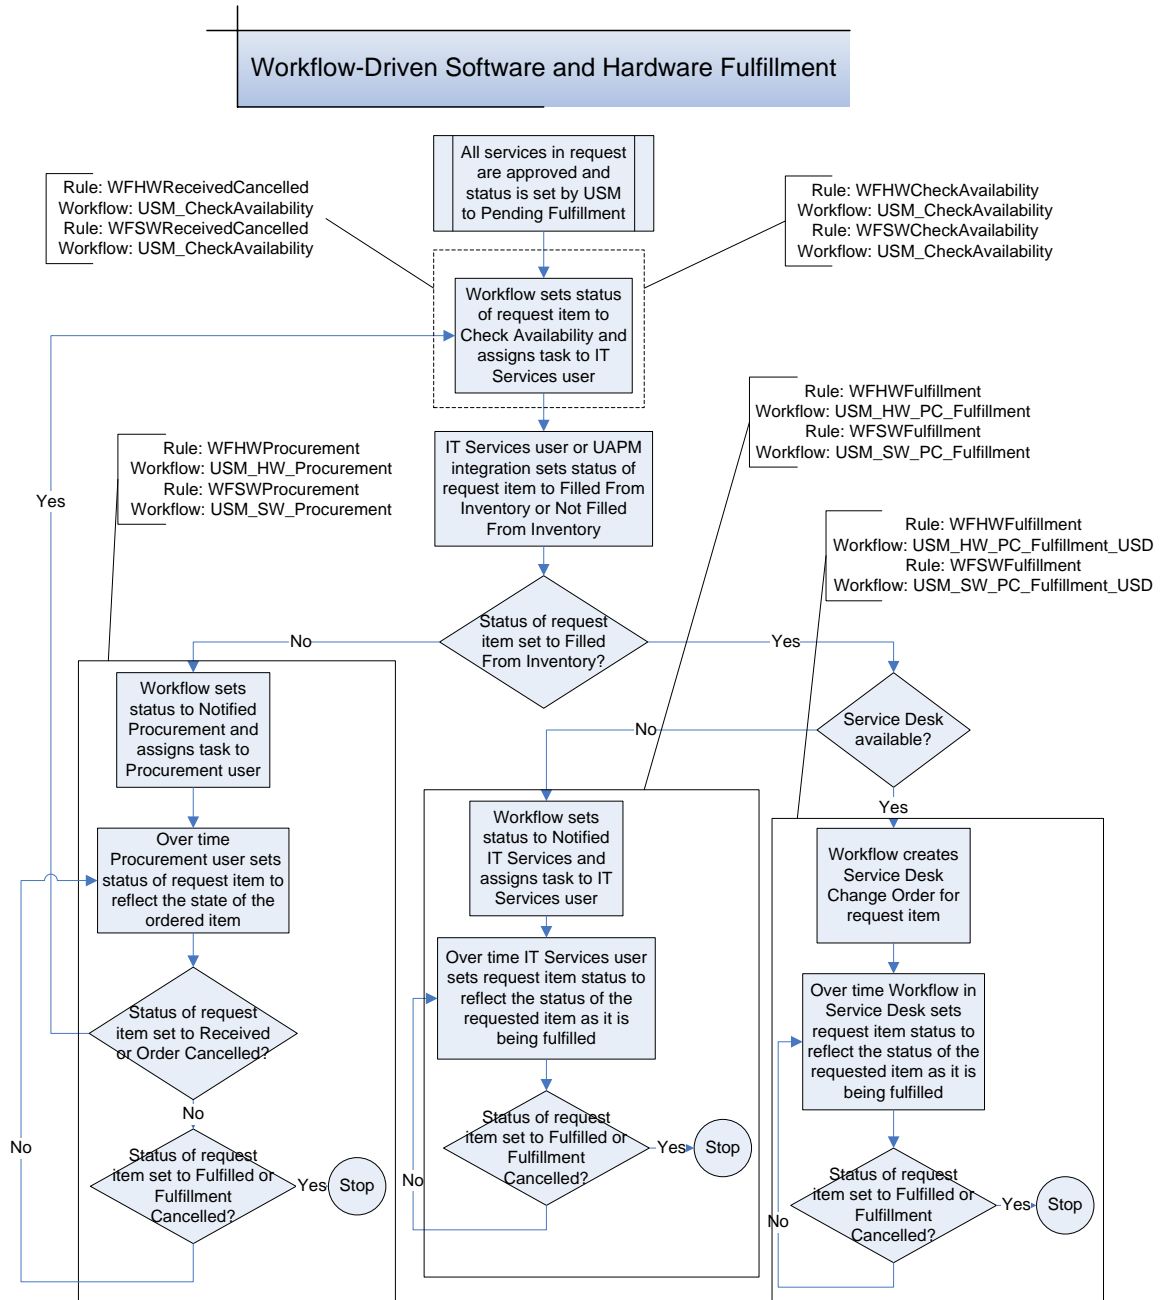 Workflow-Driven Software and Hardware Fulfillment
All services in request
are approved and
status is set by USM
to Pending Fulfillment
Rule: WFHWReceivedCancelled
Workflow: USM_CheckAvailability
Rule: WFSWReceivedCancelled
Workflow: USM_CheckAvailability
Rule: WFHWCheckAvailability
Workflow: USM_CheckAvailability
Rule: WFSWCheckAvailability
Workflow: USM_CheckAvailability
Workflow sets status
of request item to
Check Availability and
assigns task to IT
Services user
Rule: WFHWFulfillment
Workflow: USM_HW_PC_Fulfillment
Rule: WFSWFulfillment
Workflow: USM_SW_PC_Fulfillment
Rule: WFHWProcurement
Workflow: USM_HW_Procurement
Rule: WFSWProcurement
Workflow: USM_SW_Procurement
IT Services user or UAPM
integration sets status of
request item to Filled From
Inventory or Not Filled
From Inventory
Yes
Rule: WFHWFulfillment
Workflow: USM_HW_PC_Fulfillment_USD
Rule: WFSWFulfillment
Workflow: USM_SW_PC_Fulfillment_USD
Status of request
item set to Filled
From Inventory?
No
Yes
Workflow sets
status to Notified
Procurement and
assigns task to
Procurement user
Service Desk
available?
No
Yes
Over time
Procurement user sets
status of request item to
reflect the state of the
ordered item
Workflow sets
status to Notified
IT Services and
assigns task to IT
Services user
Workflow creates
Service Desk
Change Order for
request item
Status of request
item set to Received
or Order Cancelled?
Over time IT Services user
sets request item status to
reflect the status of the
requested item as it is
being fulfilled
Over time Workflow in
Service Desk sets
request item status to
reflect the status of the
requested item as it is
being fulfilled
No
No
Status of request
item set to Fulfilled or
Fulfillment
Cancelled?
Yes
Stop
Status of request
item set to Fulfilled or
Fulfillment
Cancelled?
Yes
Stop
No
Status of request
item set to Fulfilled or
Fulfillment
Cancelled?
Yes
Stop
No